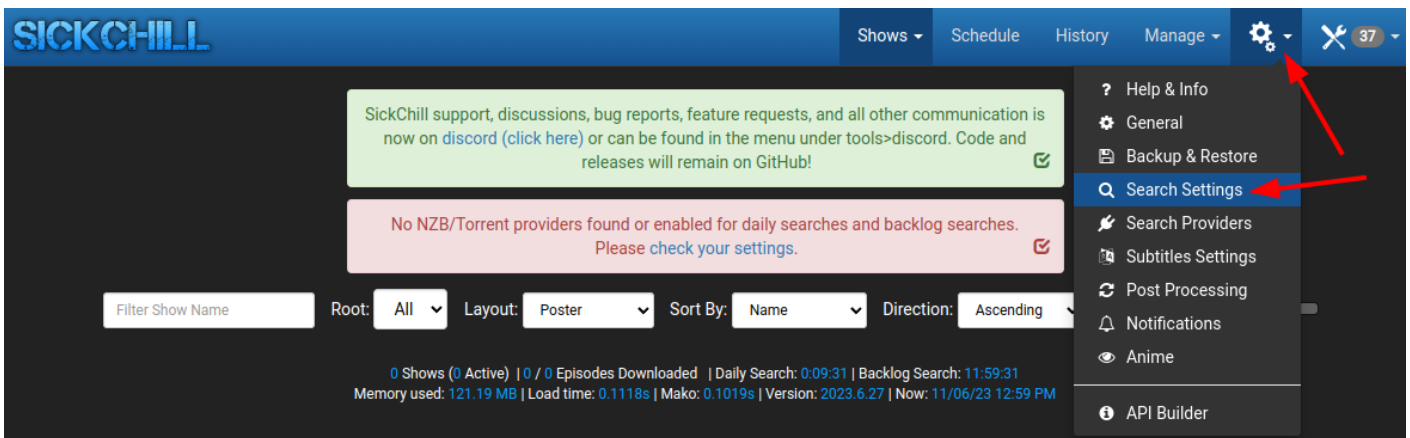 SICKCHILL
Shows Schedule History Manage 37
SickChill support, discussions, bug reports, feature requests, and all other communication is
now on discord (click here) or can be found in the menu under tools>discord. Code and
releases will remain on GitHub!
No NZB/Torrent providers found or enabled for daily searches and backlog searches.
Please check your settings.
Filter Show Name Root: All Layout: Poster Sort By: Name Direction: Ascending
0 Shows (0 Active) | 0 / 0 Episodes Downloaded | Daily Search: 0:09:31 | Backlog Search: 11:59:31
Memory used: 121.19 MB | Load time: 0.1118s | Mako: 0.1019s | Version: 2023.6.27 | Now: 11/06/23 12:59 PM
Help & Info
General
Backup & Restore
Search Settings
Search Providers
Subtitles Settings
Post Processing
Notifications
Anime
API Builder